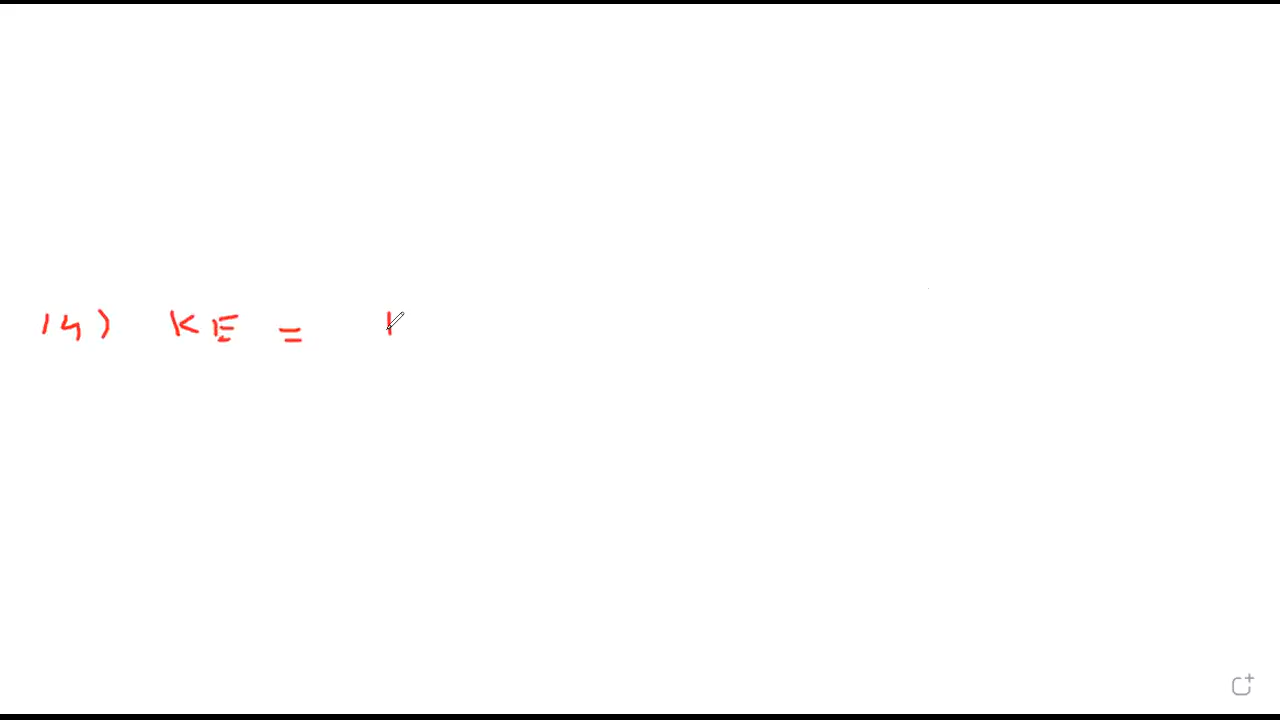 14) KE =